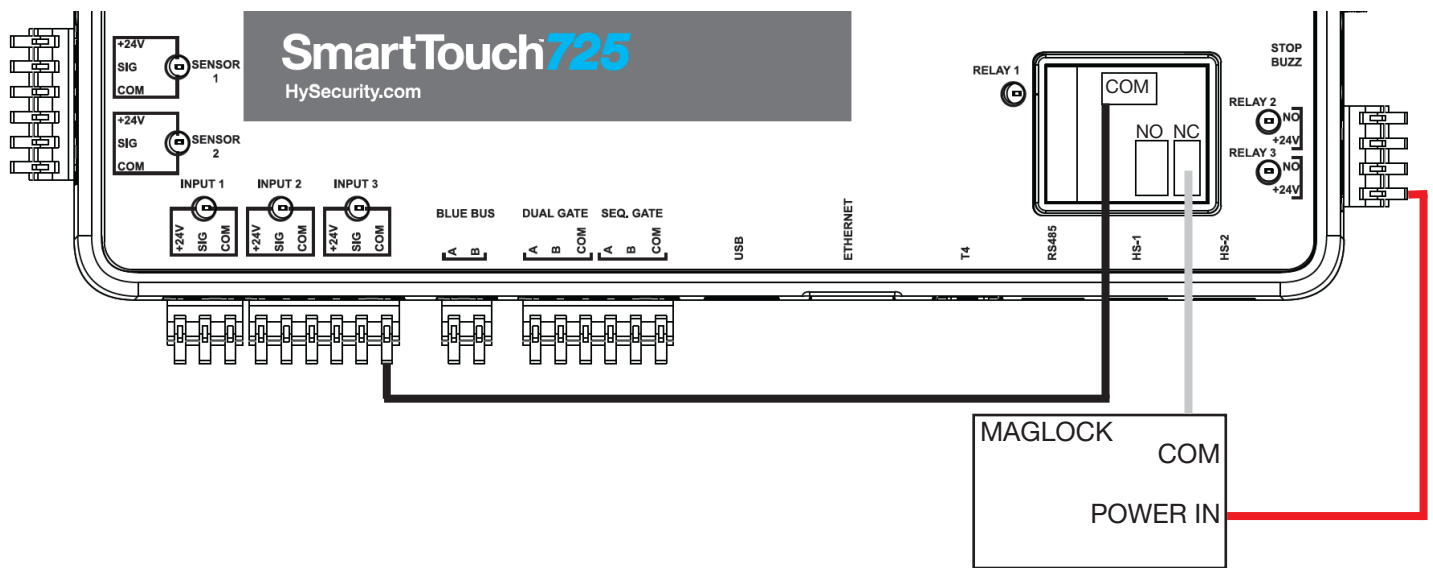 SmartTouch™725
HySecurity.com
+24V
SIG
COM
SENSOR
1
+24V
SIG
COM
SENSOR
2
INPUT 1
INPUT 2
INPUT 3
+24V
SIG
COM
+24V
SIG
COM
+24V
SIG
COM
BLUE BUS
A
B
DUAL GATE
A
B
COM
SEQ. GATE
A
B
COM
USB
ETHERNET
T4
RS485
HS-1
HS-2
RELAY 1
COM
NO
NC
STOP
BUZZ
RELAY 2
NO
+24V
RELAY 3
NO
+24V
MAGLOCK
COM
POWER IN